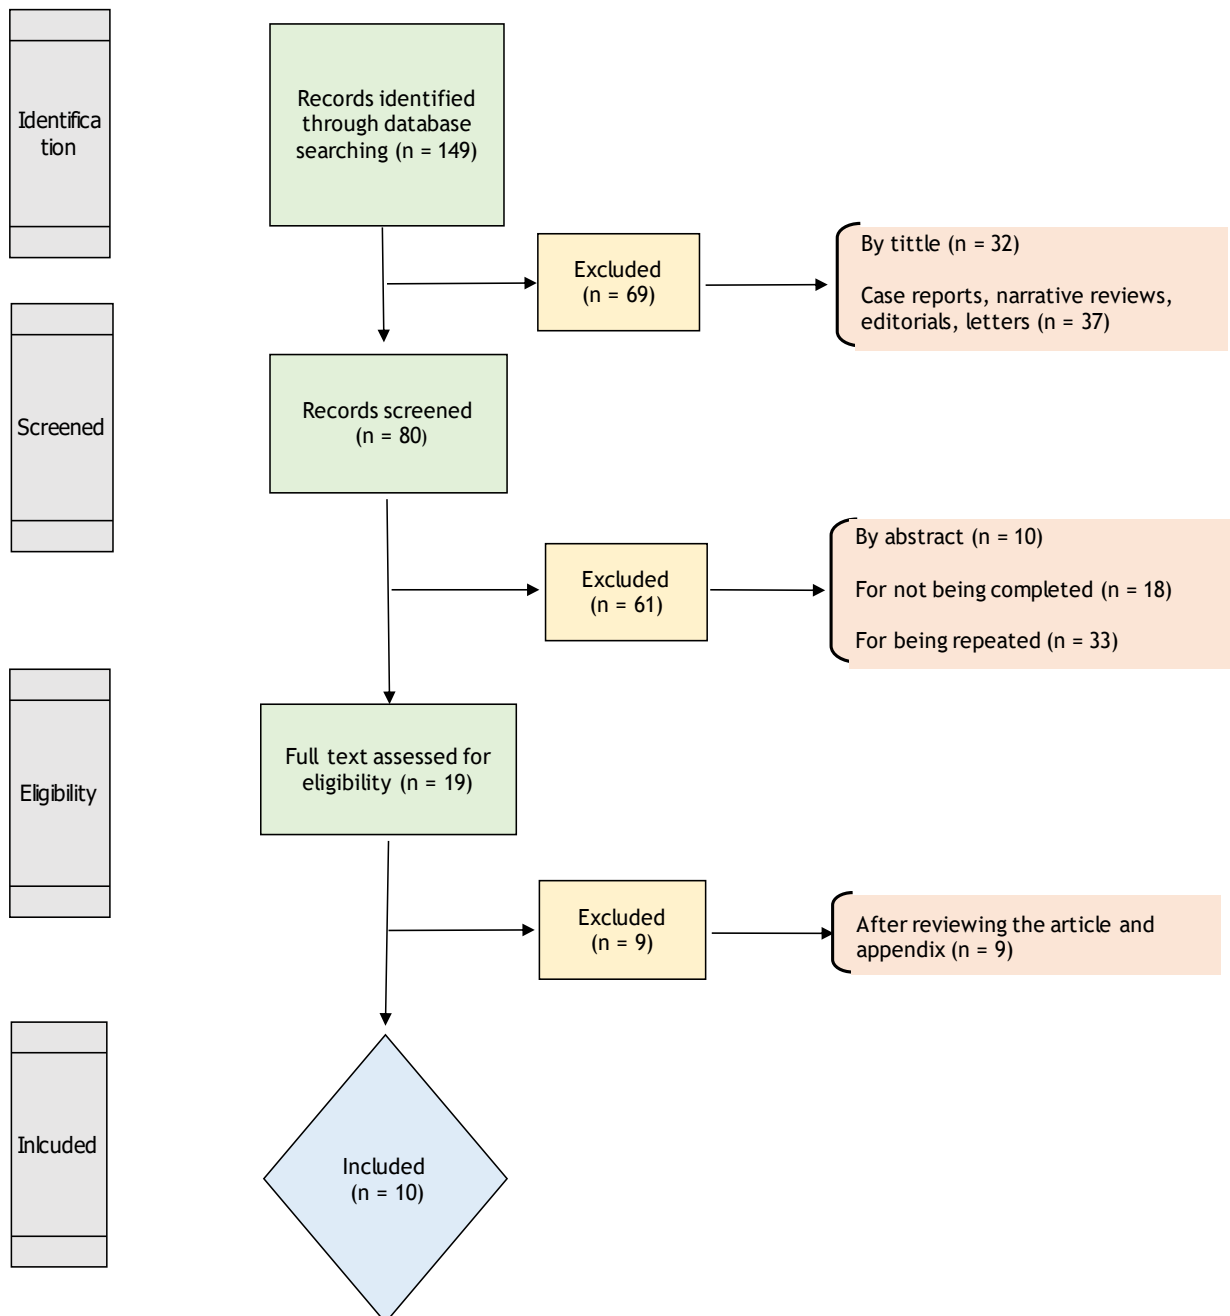 Identifica
tion
Records identified
through database
searching (n = 149)
Excluded
(n = 69)
By tittle (n = 32)
Case reports, narrative reviews,
editorials, letters (n = 37)
Screened
Records screened
(n = 80)
Excluded
(n = 61)
By abstract (n = 10)
For not being completed (n = 18)
For being repeated (n = 33)
Eligibility
Full text assessed for
eligibility (n = 19)
Excluded
(n = 9)
After reviewing the article and
appendix (n = 9)
Inlcuded
Included
(n = 10)